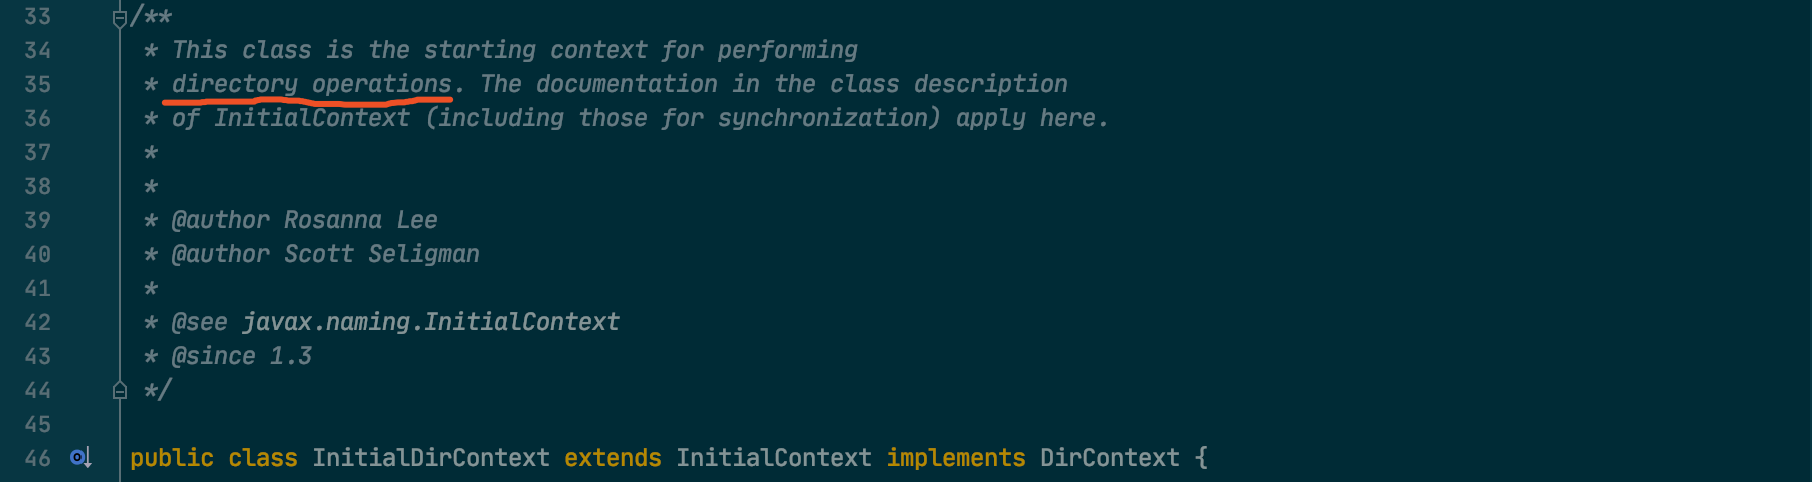 33 /**
34 * This class is the starting context for performing
35 * directory operations. The documentation in the class description
36 * of InitialContext (including those for synchronization) apply here.
37 *
38 *
39 * @author Rosanna Lee
40 * @author Scott Seligman
41 *
42 * @see javax.naming.InitialContext
43 * @since 1.3
44 */
45
46 public class InitialDirContext extends InitialContext implements DirContext {